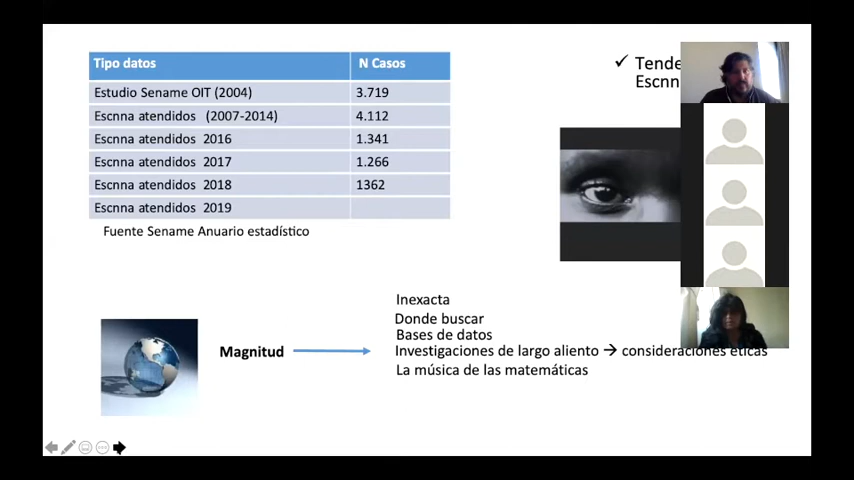 Tipo datos N Casos
Estudio Sename OIT (2004) 3.719
Escnna atendidos (2007-2014) 4.112
Escnna atendidos 2016 1.341
Escnna atendidos 2017 1.266
Escnna atendidos 2018 1362
Escnna atendidos 2019
Fuente Sename Anuario estadístico
✓ Tende
Escnn
Inexacta
Donde buscar
Bases de datos
Magnitud
Investigaciones de largo aliento → consideraciones éticas
La música de las matemáticas